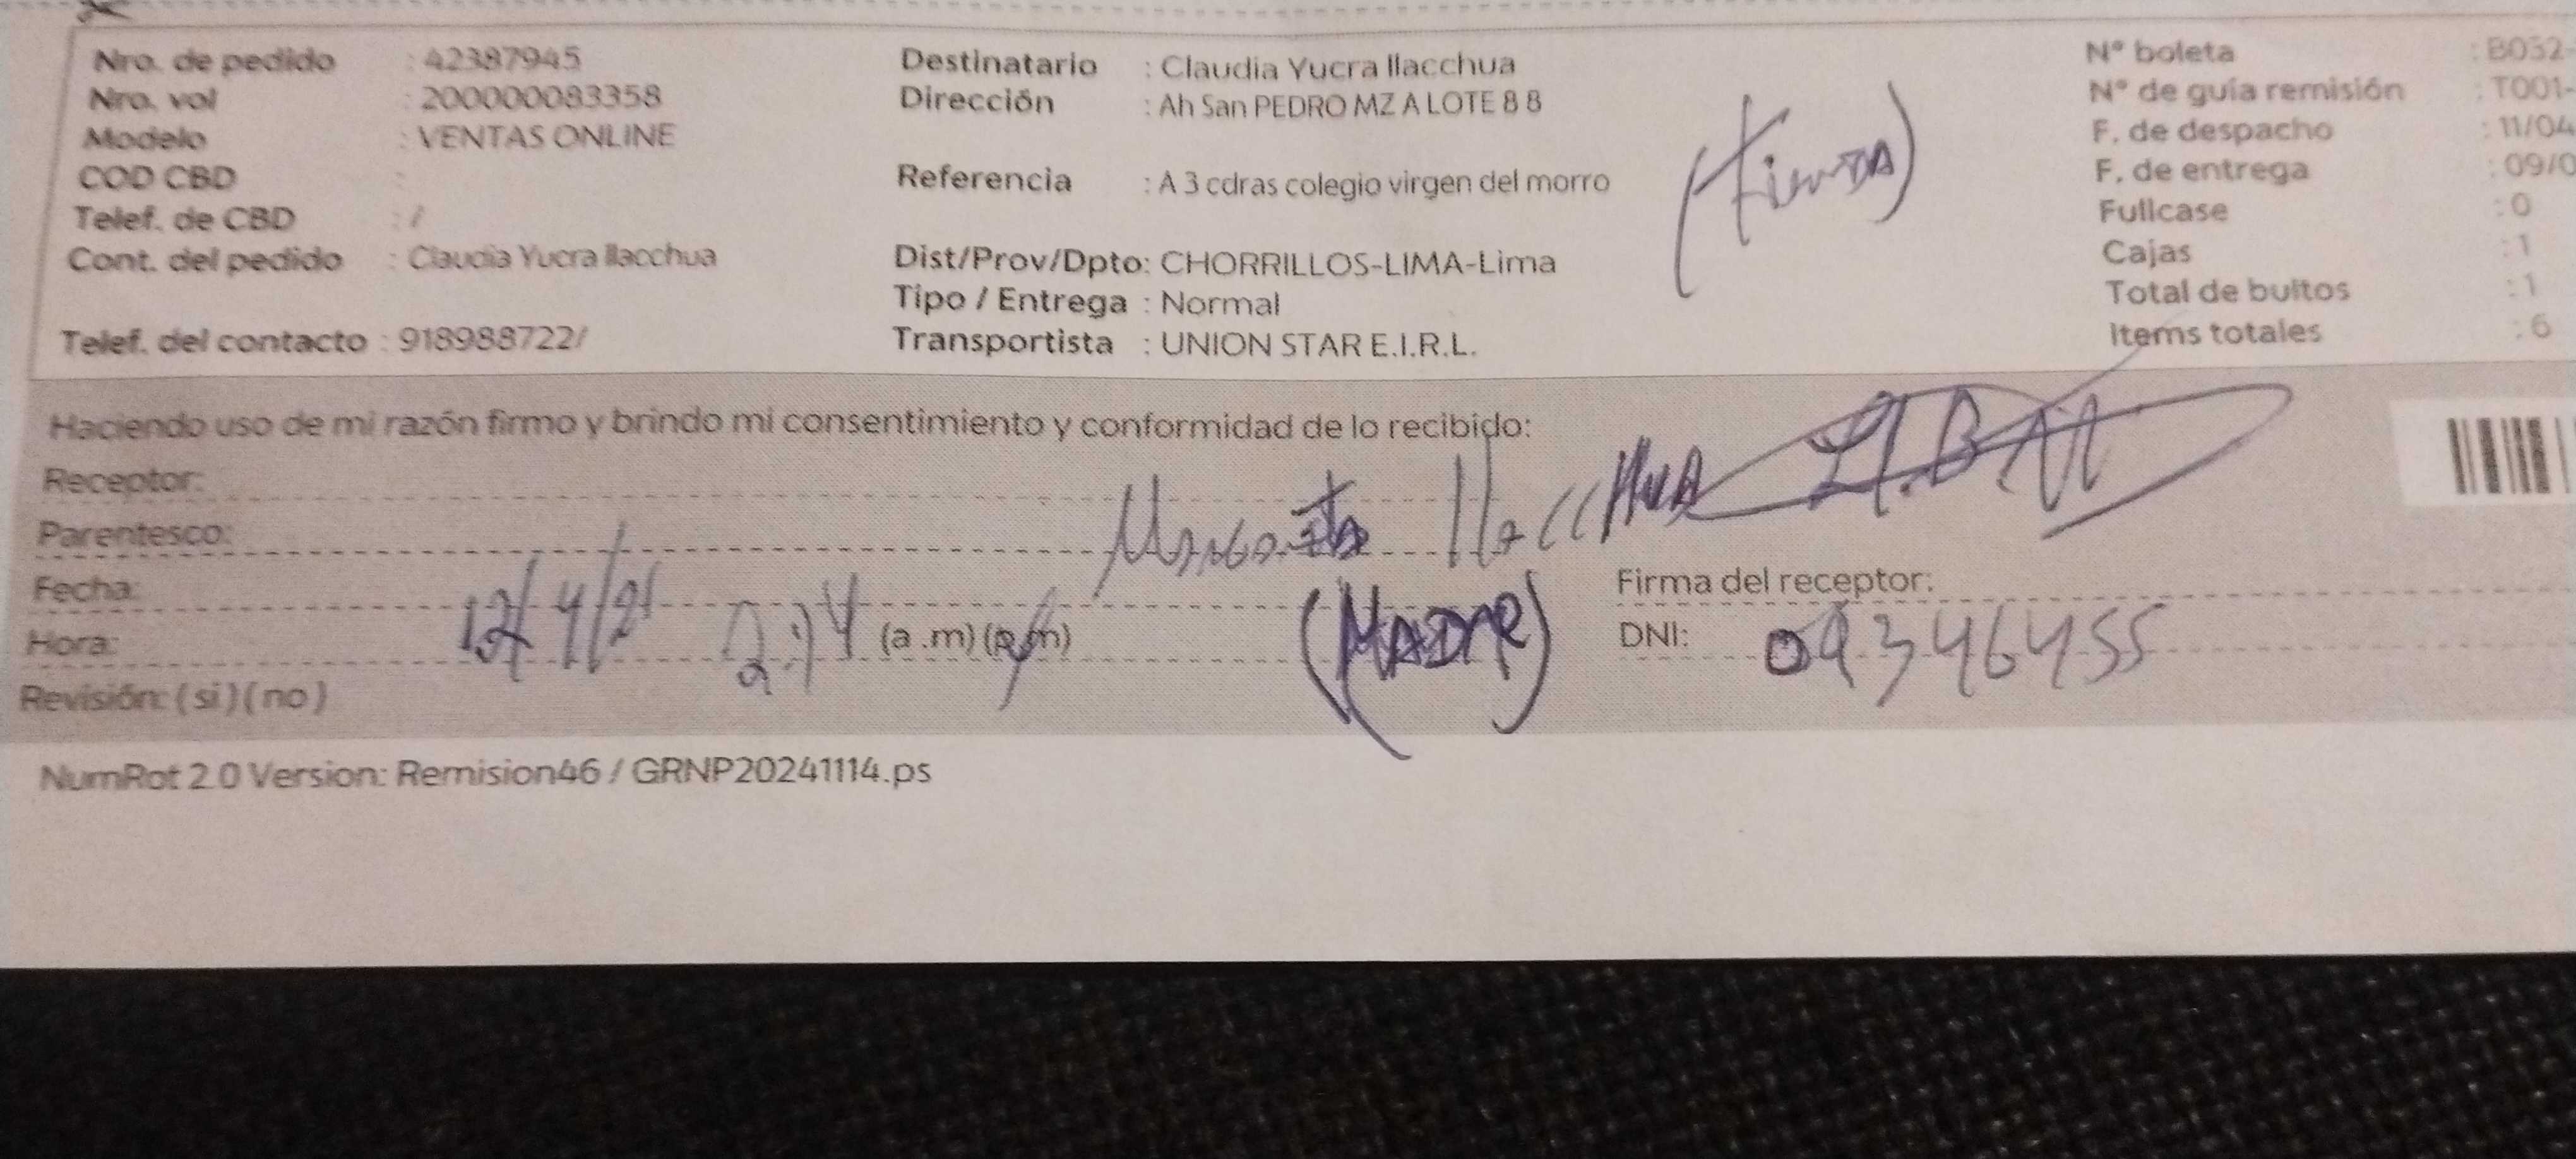 Nro. de pedido : 42387945
Nro. vol : 200000083358
Modelo : VENTAS ONLINE
COD CBD :
Telef. de CBD : /
Cont. del pedido : Claudia Yucra llacchua
Telef. del contacto : 918988722/
Destinatario : Claudia Yucra llacchua
Dirección : Ah San PEDRO MZ A LOTE 8 8
Referencia : A 3 cdras colegio virgen del morro
Dist/Prov/Dpto: CHORRILLOS-LIMA-Lima
Tipo / Entrega : Normal
Transportista : UNION STAR E.I.R.L.
(tienDA)
N° boleta : B032-
N° de guía remisión : T001-
F. de despacho : 11/04
F. de entrega : 09/0
Fullcase : 0
Cajas : 1
Total de bultos : 1
Items totales : 6
Haciendo uso de mi razón firmo y brindo mi consentimiento y conformidad de lo recibido:
Receptor:
Parentesco:
llaccHuA
Fecha:
Hora: 2:14 (a .m) (p.m)
(MADRE)
Firma del receptor:
DNI: 09346455
Revisión: ( si ) ( no )
NumRot 2.0 Version: Remision46 / GRNP20241114.ps